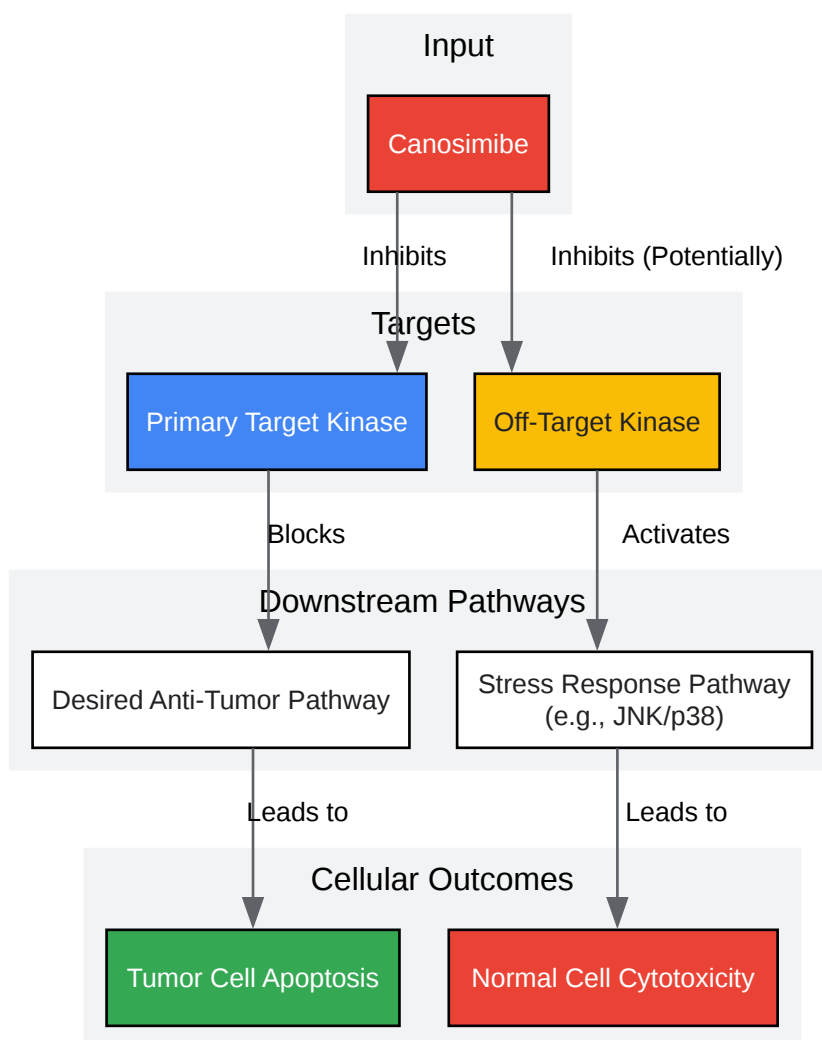 Input
Canosimibe
Inhibits
Inhibits (Potentially)
Targets
Primary Target Kinase
Off-Target Kinase
Blocks
Activates
Downstream Pathways
Desired Anti-Tumor Pathway
Stress Response Pathway
(e.g., JNK/p38)
Leads to
Leads to
Cellular Outcomes
Tumor Cell Apoptosis
Normal Cell Cytotoxicity